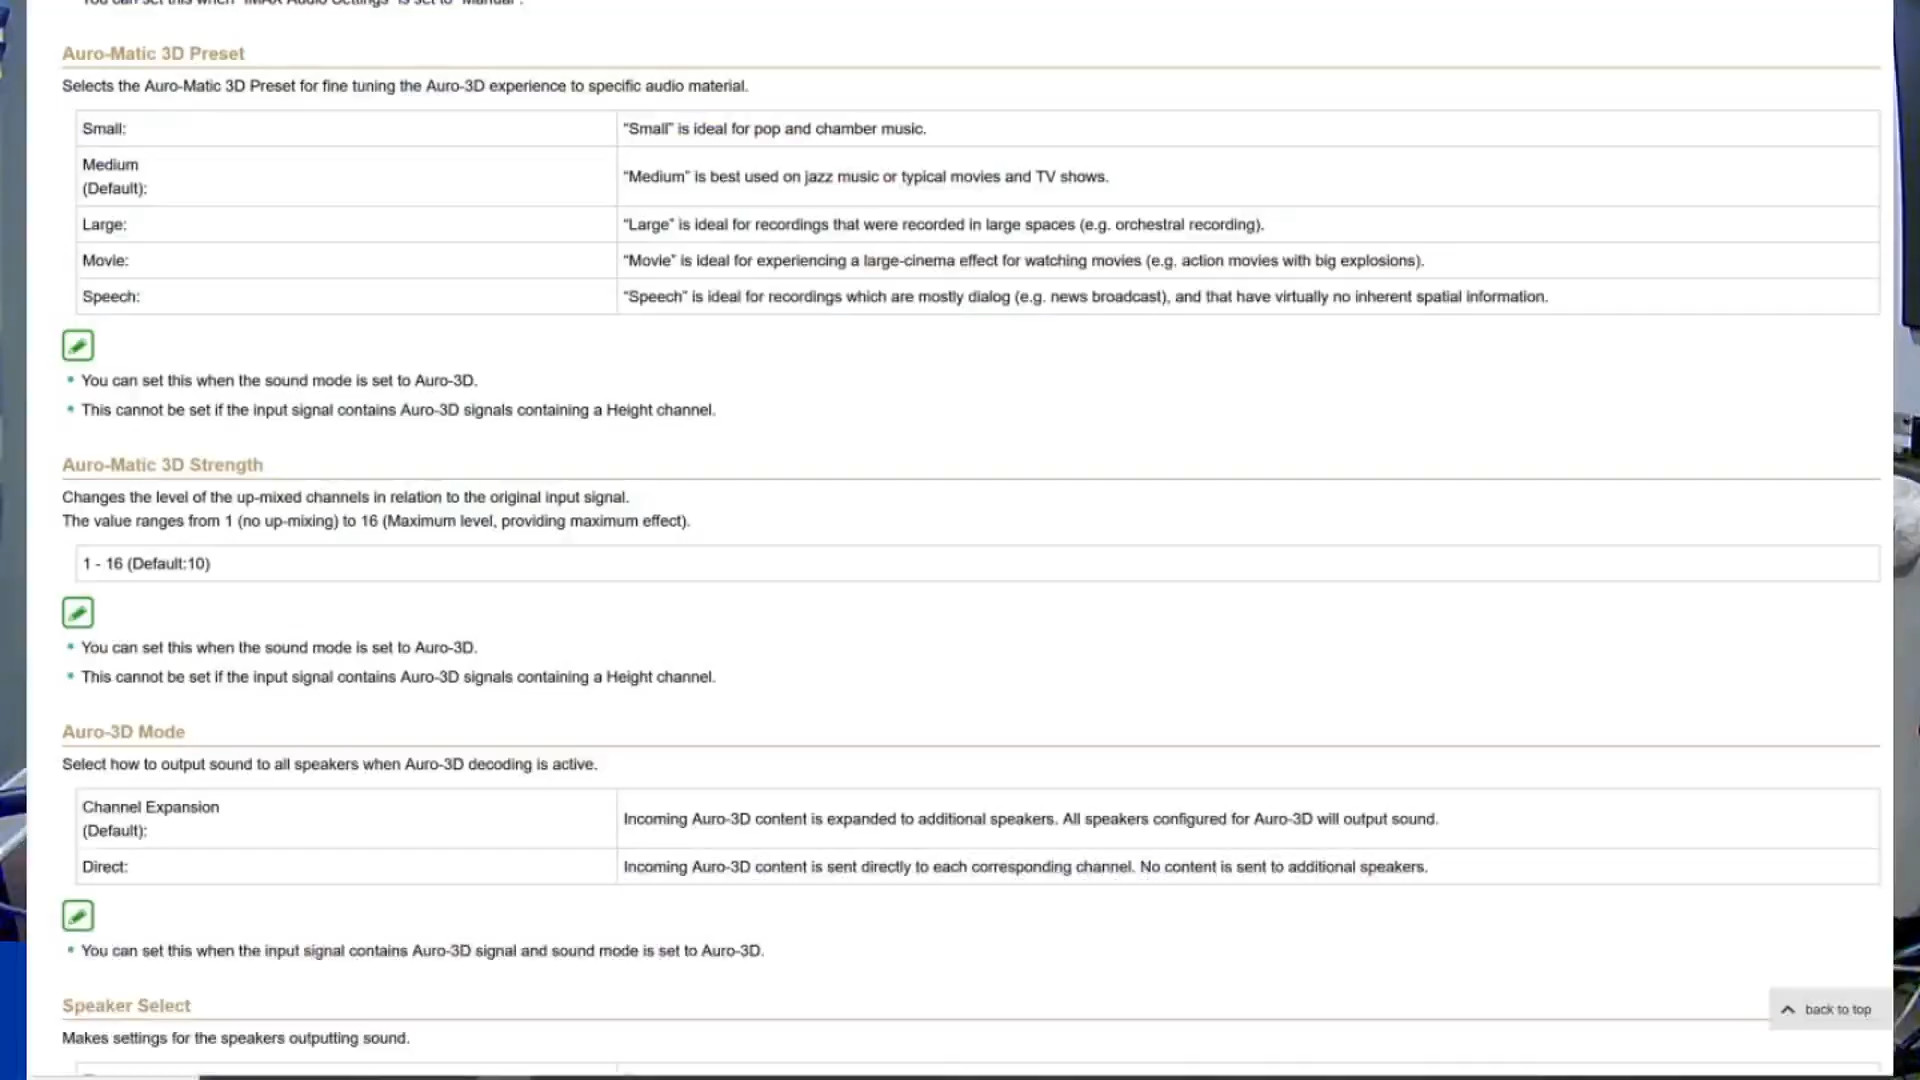 You can set this when "IMAX Audio Settings" is set to "Manual".
Auro-Matic 3D Preset
Selects the Auro-Matic 3D Preset for fine tuning the Auro-3D experience to specific audio material.
Small:
“Small” is ideal for pop and chamber music.
Medium
(Default):
“Medium” is best used on jazz music or typical movies and TV shows.
Large:
“Large” is ideal for recordings that were recorded in large spaces (e.g. orchestral recording).
Movie:
“Movie” is ideal for experiencing a large-cinema effect for watching movies (e.g. action movies with big explosions).
Speech:
“Speech” is ideal for recordings which are mostly dialog (e.g. news broadcast), and that have virtually no inherent spatial information.
• You can set this when the sound mode is set to Auro-3D.
• This cannot be set if the input signal contains Auro-3D signals containing a Height channel.
Auro-Matic 3D Strength
Changes the level of the up-mixed channels in relation to the original input signal.
The value ranges from 1 (no up-mixing) to 16 (Maximum level, providing maximum effect).
1 - 16 (Default:10)
• You can set this when the sound mode is set to Auro-3D.
• This cannot be set if the input signal contains Auro-3D signals containing a Height channel.
Auro-3D Mode
Select how to output sound to all speakers when Auro-3D decoding is active.
Channel Expansion
(Default):
Incoming Auro-3D content is expanded to additional speakers. All speakers configured for Auro-3D will output sound.
Direct:
Incoming Auro-3D content is sent directly to each corresponding channel. No content is sent to additional speakers.
• You can set this when the input signal contains Auro-3D signal and sound mode is set to Auro-3D.
Speaker Select
back to top
Makes settings for the speakers outputting sound.